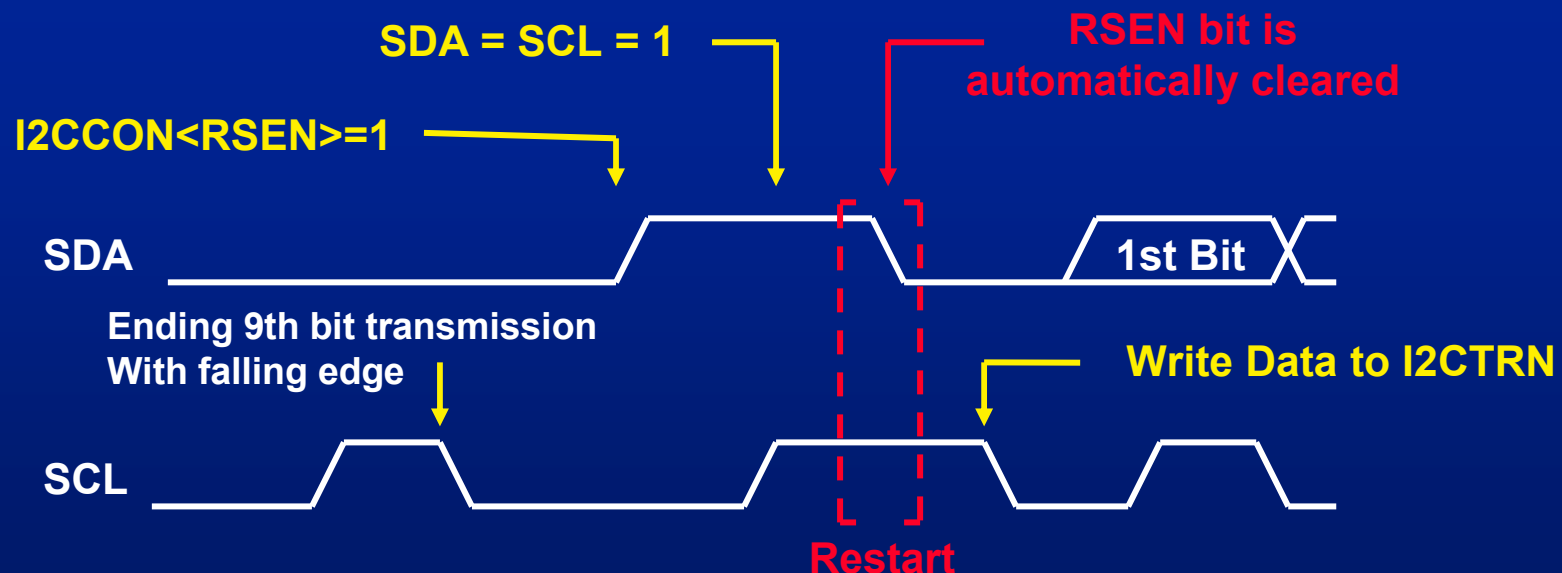 SDA = SCL = 1
RSEN bit is
automatically cleared
I2CCON<RSEN>=1
SDA
1st Bit
Ending 9th bit transmission
With falling edge
Write Data to I2CTRN
SCL
Restart